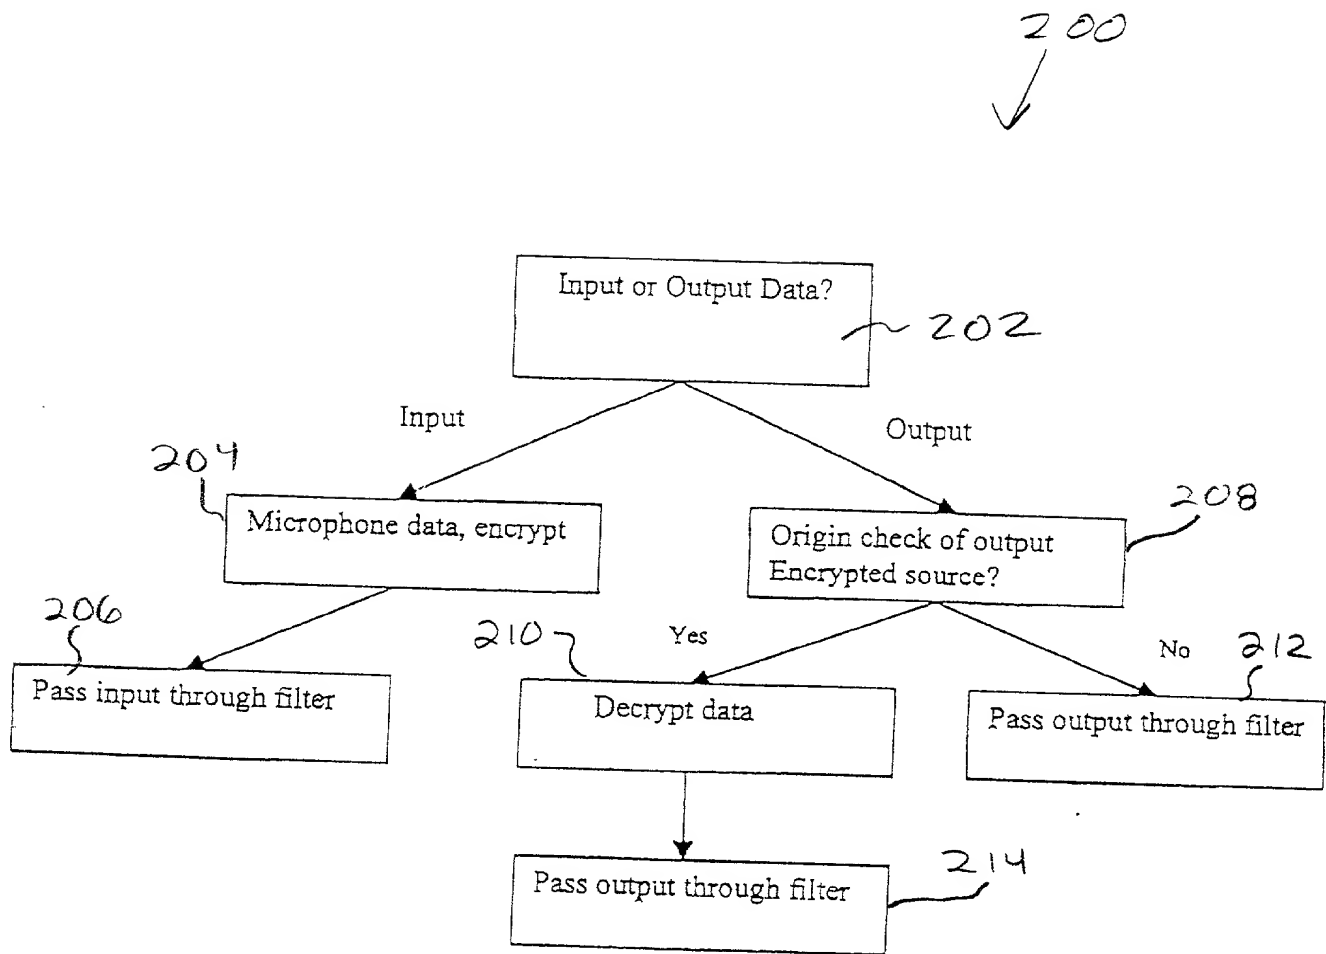 200
Input or Output Data?
202
Input
Output
204
Microphone data, encrypt
208
Origin check of output
Encrypted source?
206
Pass input through filter
210
Yes
Decrypt data
No
212
Pass output through filter
Pass output through filter
214